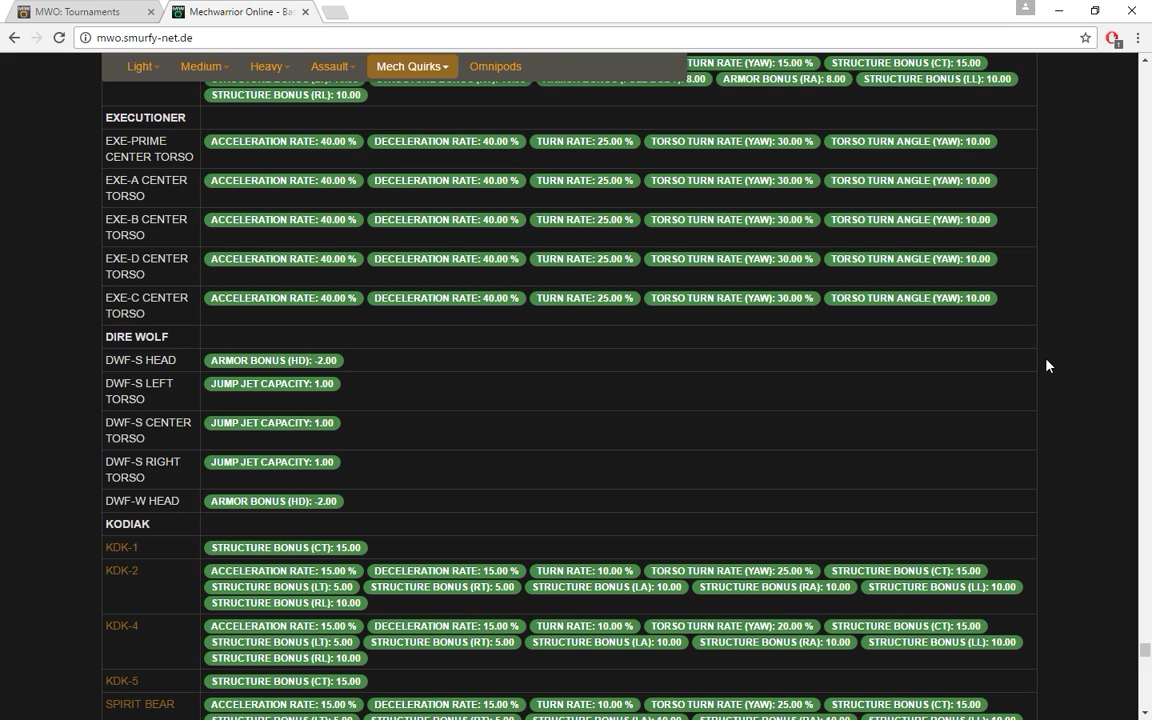 MWO: Tournaments
Mechwarrior Online - Ba
mwo.smurfy-net.de
1
Light Medium Heavy Assault Mech Quirks Omnipods
TURN RATE (YAW): 15.00 % STRUCTURE BONUS (CT): 15.00
8.00 ARMOR BONUS (RA): 8.00 STRUCTURE BONUS (LL): 10.00
STRUCTURE BONUS (RL): 10.00
EXECUTIONER
EXE-PRIME CENTER TORSO ACCELERATION RATE: 40.00 % DECELERATION RATE: 40.00 % TURN RATE: 25.00 % TORSO TURN RATE (YAW): 30.00 % TORSO TURN ANGLE (YAW): 10.00
EXE-A CENTER TORSO ACCELERATION RATE: 40.00 % DECELERATION RATE: 40.00 % TURN RATE: 25.00 % TORSO TURN RATE (YAW): 30.00 % TORSO TURN ANGLE (YAW): 10.00
EXE-B CENTER TORSO ACCELERATION RATE: 40.00 % DECELERATION RATE: 40.00 % TURN RATE: 25.00 % TORSO TURN RATE (YAW): 30.00 % TORSO TURN ANGLE (YAW): 10.00
EXE-D CENTER TORSO ACCELERATION RATE: 40.00 % DECELERATION RATE: 40.00 % TURN RATE: 25.00 % TORSO TURN RATE (YAW): 30.00 % TORSO TURN ANGLE (YAW): 10.00
EXE-C CENTER TORSO ACCELERATION RATE: 40.00 % DECELERATION RATE: 40.00 % TURN RATE: 25.00 % TORSO TURN RATE (YAW): 30.00 % TORSO TURN ANGLE (YAW): 10.00
DIRE WOLF
DWF-S HEAD ARMOR BONUS (HD): -2.00
DWF-S LEFT TORSO JUMP JET CAPACITY: 1.00
DWF-S CENTER TORSO JUMP JET CAPACITY: 1.00
DWF-S RIGHT TORSO JUMP JET CAPACITY: 1.00
DWF-W HEAD ARMOR BONUS (HD): -2.00
KODIAK
KDK-1 STRUCTURE BONUS (CT): 15.00
KDK-2 ACCELERATION RATE: 15.00 % DECELERATION RATE: 15.00 % TURN RATE: 10.00 % TORSO TURN RATE (YAW): 25.00 % STRUCTURE BONUS (CT): 15.00
STRUCTURE BONUS (LT): 5.00 STRUCTURE BONUS (RT): 5.00 STRUCTURE BONUS (LA): 10.00 STRUCTURE BONUS (RA): 10.00 STRUCTURE BONUS (LL): 10.00
STRUCTURE BONUS (RL): 10.00
KDK-4 ACCELERATION RATE: 15.00 % DECELERATION RATE: 15.00 % TURN RATE: 10.00 % TORSO TURN RATE (YAW): 20.00 % STRUCTURE BONUS (CT): 15.00
STRUCTURE BONUS (LT): 5.00 STRUCTURE BONUS (RT): 5.00 STRUCTURE BONUS (LA): 10.00 STRUCTURE BONUS (RA): 10.00 STRUCTURE BONUS (LL): 10.00
STRUCTURE BONUS (RL): 10.00
KDK-5 STRUCTURE BONUS (CT): 15.00
SPIRIT BEAR ACCELERATION RATE: 15.00 % DECELERATION RATE: 15.00 % TURN RATE: 10.00 % TORSO TURN RATE (YAW): 25.00 % STRUCTURE BONUS (CT): 15.00